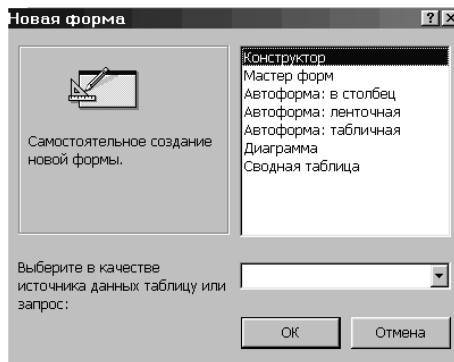 Новая форма
Самостоятельное создание
новой формы.
Конструктор
Мастер форм
Автоформа: в столбец
Автоформа: ленточная
Автоформа: табличная
Диаграмма
Сводная таблица
Выберите в качестве
источника данных таблицу или
запрос:
ОК
Отмена